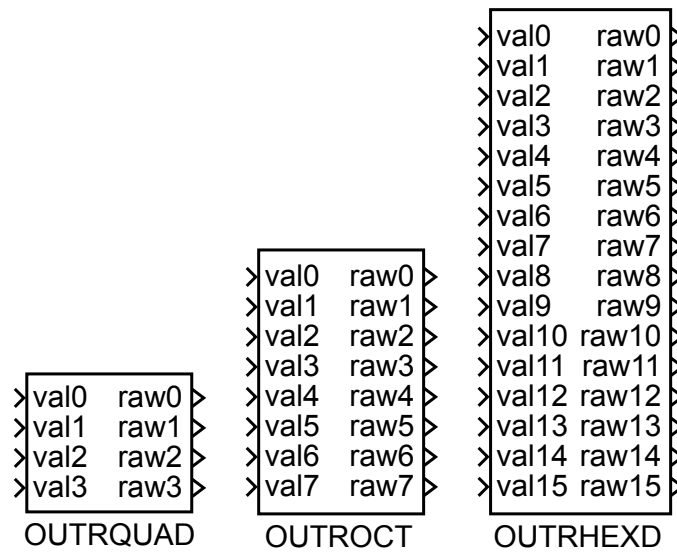 val0 raw0
val1 raw1
val2 raw2
val3 raw3
OUTRQUAD
val0 raw0
val1 raw1
val2 raw2
val3 raw3
val4 raw4
val5 raw5
val6 raw6
val7 raw7
OUTROCT
val0 raw0
val1 raw1
val2 raw2
val3 raw3
val4 raw4
val5 raw5
val6 raw6
val7 raw7
val8 raw8
val9 raw9
val10 raw10
val11 raw11
val12 raw12
val13 raw13
val14 raw14
val15 raw15
OUTRHEXD